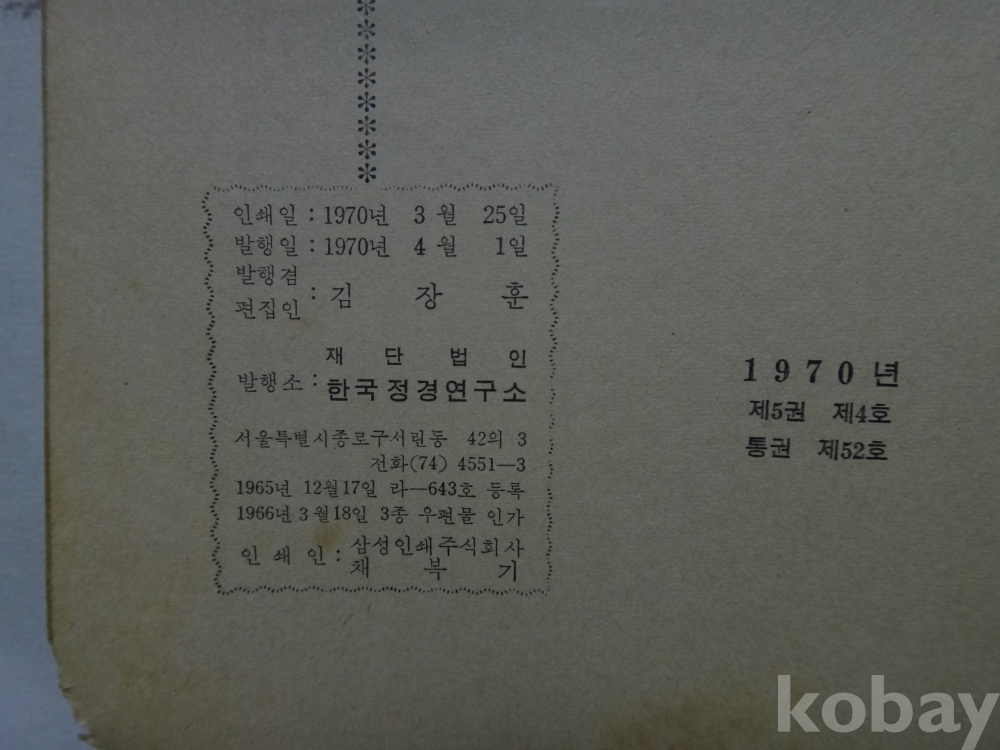 인쇄일 : 1970년 3월 25일
발행일 : 1970년 4월 1일
발행겸
편집인 : 김 장 훈
재 단 법 인
발행소 : 한국정경연구소
서울특별시종로구서린동 42의 3
전화(74) 4551—3
1965년 12월17일 라—643호 등록
1966년 3월18일 3종 우편물 인가
인 쇄 인 : 삼성인쇄주식회사
채 복 기
1970년
제5권 제4호
통권 제52호
kobay